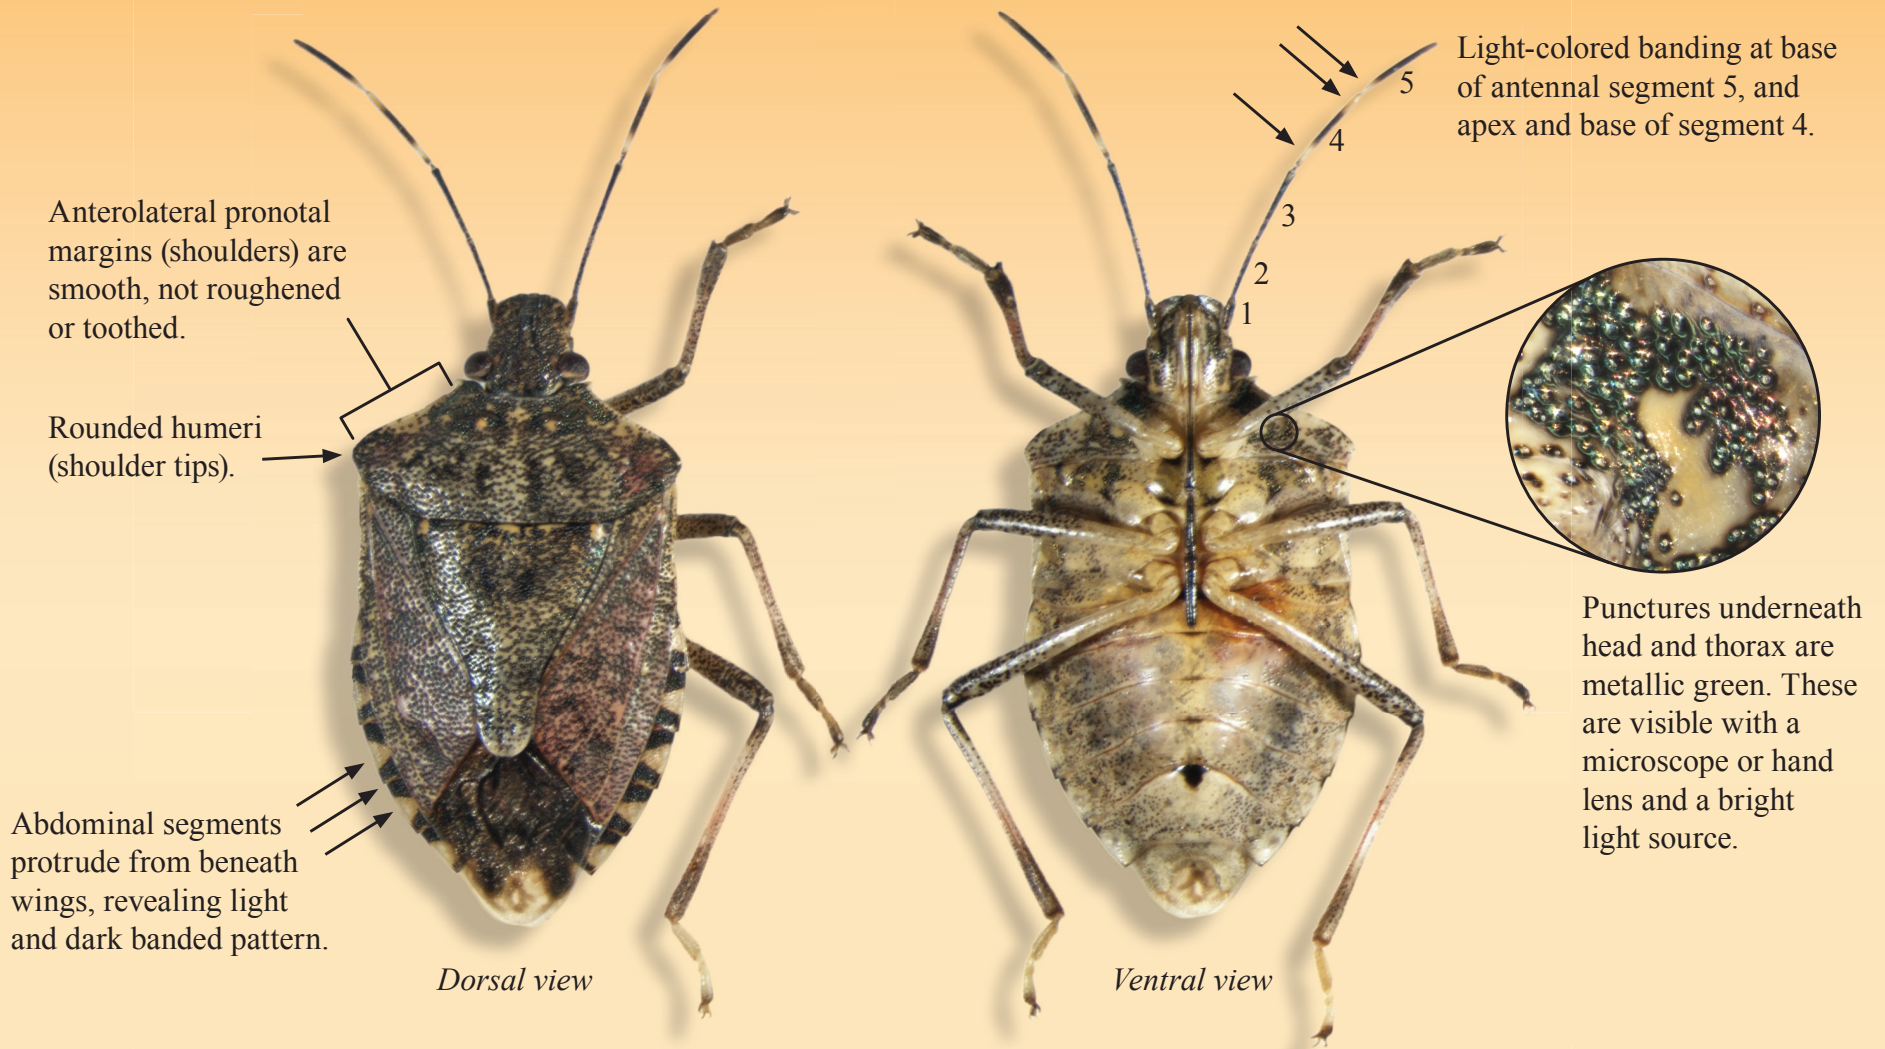 Light-colored banding at base
of antennal segment 5, and
apex and base of segment 4.
5
4
3
2
1
Anterolateral pronotal
margins (shoulders) are
smooth, not roughened
or toothed.
Rounded humeri
(shoulder tips).
Abdominal segments
protrude from beneath
wings, revealing light
and dark banded pattern.
Punctures underneath
head and thorax are
metallic green. These
are visible with a
microscope or hand
lens and a bright
light source.
Dorsal view
Ventral view